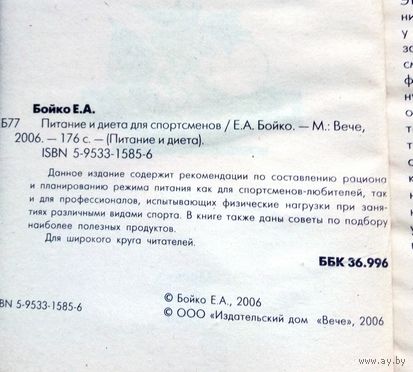 Бойко Е.А.
Б77 Питание и диета для спортсменов / Е.А. Бойко. — М.: Вече,
2006. — 176 с. — (Питание и диета).
ISBN 5-9533-1585-6
Данное издание содержит рекомендации по составлению рациона
и планированию режима питания как для спортсменов-любителей, так
и для профессионалов, испытывающих физические нагрузки при заня-
тиях различными видами спорта. В книге также даны советы по подбору
наиболее полезных продуктов.
Для широкого круга читателей.
ББК 36.996
BN 5-9533-1585-6
© Бойко Е.А., 2006
© ООО «Издательский дом «Вече», 2006
www.ay.by